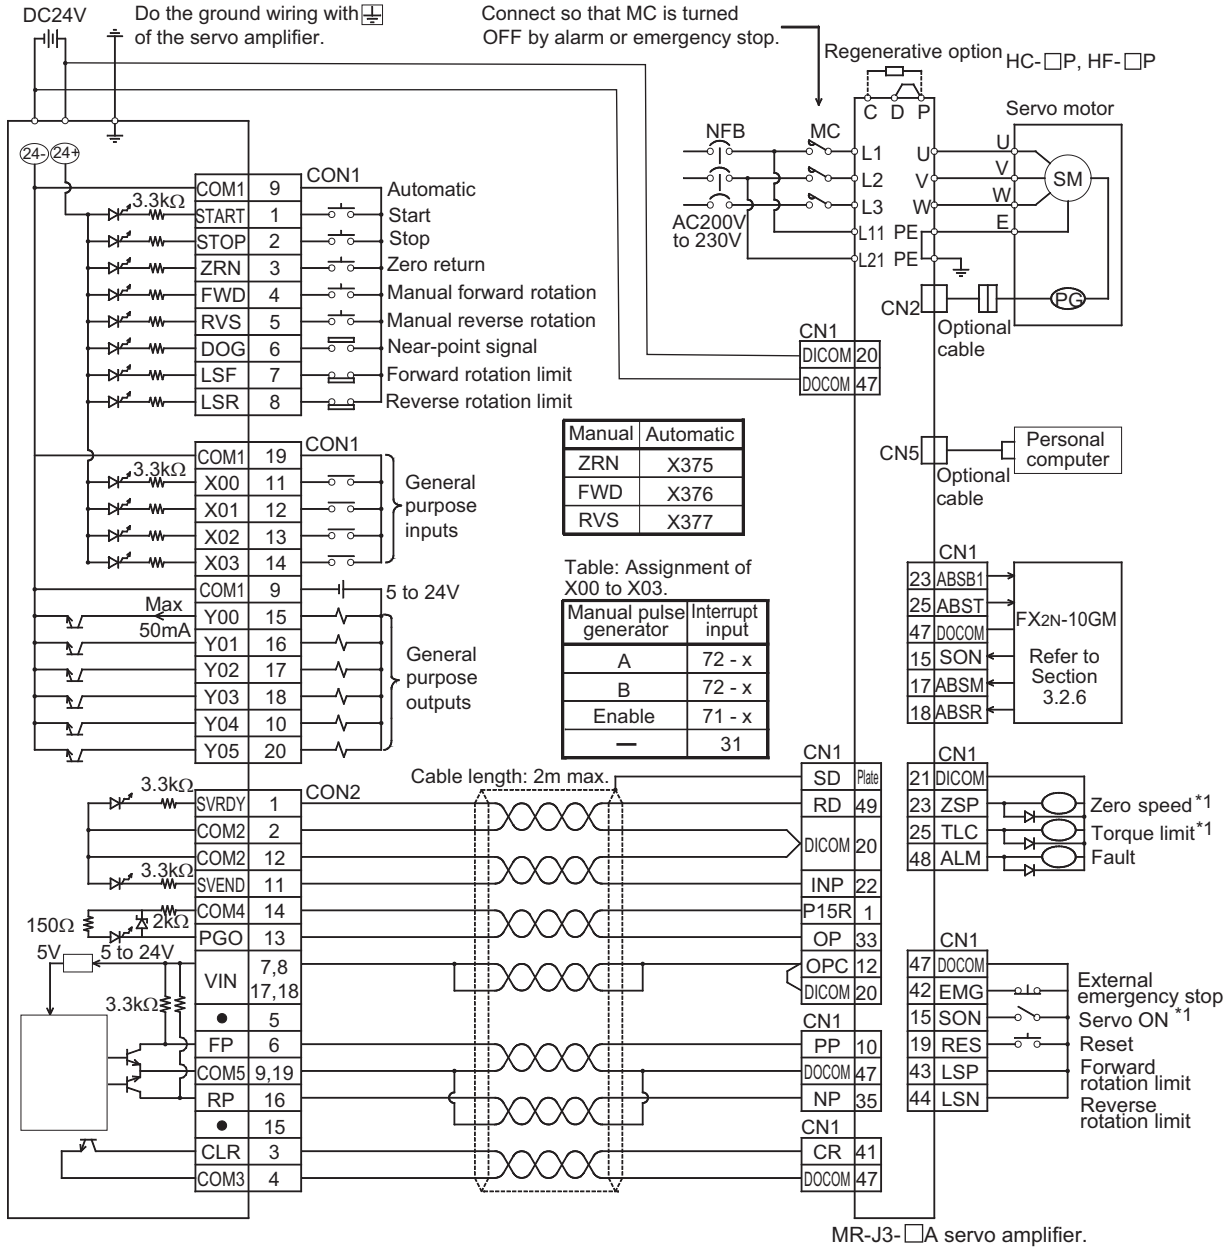 DC24V
Do the ground wiring with
of the servo amplifier.
Connect so that MC is turned
OFF by alarm or emergency stop.
Regenerative option
HC-□P, HF-□P
C D P
Servo motor
NFB
MC
L1
L2
L3
L11 PE
L21 PE
U
V
W
U
V
W
E
SM
PG
AC200V
to 230V
CN2
Optional
cable
24-
24+
CON1
COM1 9 Automatic
3.3kΩ
START 1 Start
STOP 2 Stop
ZRN 3 Zero return
FWD 4 Manual forward rotation
RVS 5 Manual reverse rotation
DOG 6 Near-point signal
LSF 7 Forward rotation limit
LSR 8 Reverse rotation limit
CN1
DICOM 20
DOCOM 47
CON1
COM1 19
3.3kΩ
X00 11
X01 12
X02 13
X03 14
General
purpose
inputs
Manual Automatic
ZRN X375
FWD X376
RVS X377
CN5
Optional
cable
Personal
computer
COM1 9 5 to 24V
Max
50mA
Y00 15
Y01 16
Y02 17
Y03 18
Y04 10
Y05 20
General
purpose
outputs
Table: Assignment of
X00 to X03.
Manual pulse
generator
Interrupt
input
A 72 - x
B 72 - x
Enable 71 - x
— 31
CN1
23 ABSB1
25 ABST
47 DOCOM
15 SON
17 ABSM
18 ABSR
FX2N-10GM
Refer to
Section
3.2.6
Cable length: 2m max.
CON2
3.3kΩ
SVRDY 1
COM2 2
COM2 12
3.3kΩ
SVEND 11
COM4 14
150Ω
2kΩ
PGO 13
5V
5 to 24V
VIN 7,8
17,18
3.3kΩ
● 5
FP 6
COM5 9,19
RP 16
● 15
CLR 3
COM3 4
CN1
SD Plate
RD 49
DICOM 20
INP 22
P15R 1
OP 33
OPC 12
DICOM 20
CN1
PP 10
DOCOM 47
NP 35
CN1
CR 41
DOCOM 47
CN1
21 DICOM
23 ZSP Zero speed*1
25 TLC Torque limit*1
48 ALM Fault
CN1
47 DOCOM
42 EMG External
emergency stop
15 SON Servo ON *1
19 RES Reset
43 LSP Forward
rotation limit
44 LSN Reverse
rotation limit
MR-J3-□A servo amplifier.